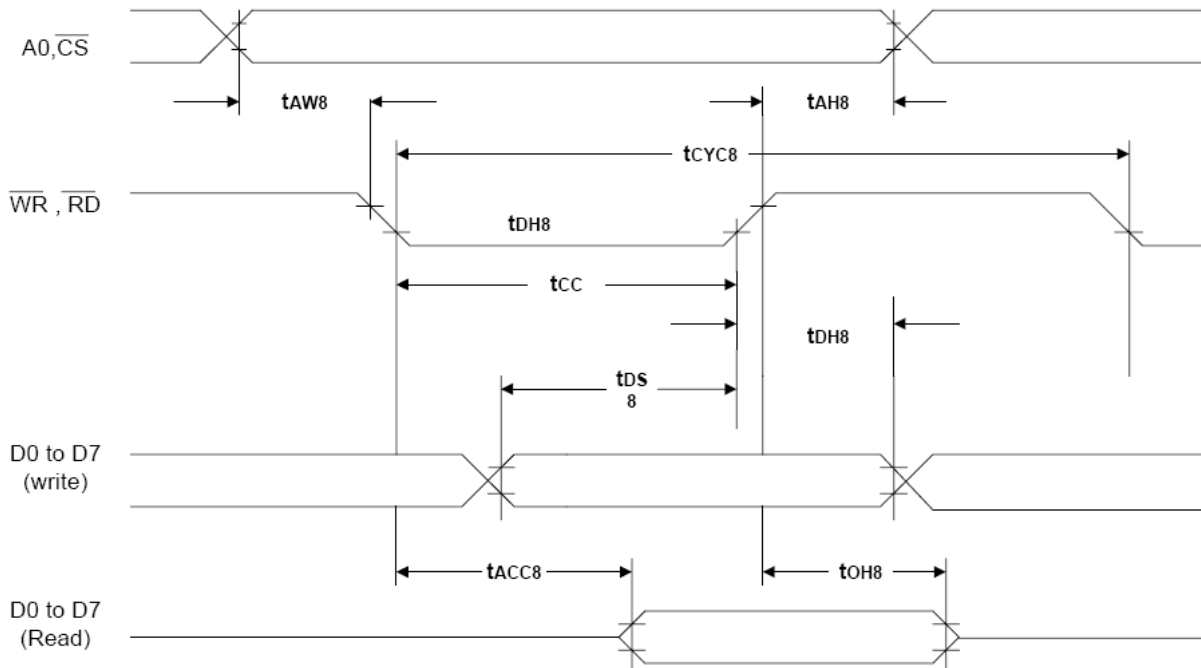 A0,CS
tAW8
tAH8
tCYC8
WR , RD
tDH8
tCC
tDH8
tDS
8
D0 to D7
(write)
tACC8
tOH8
D0 to D7
(Read)